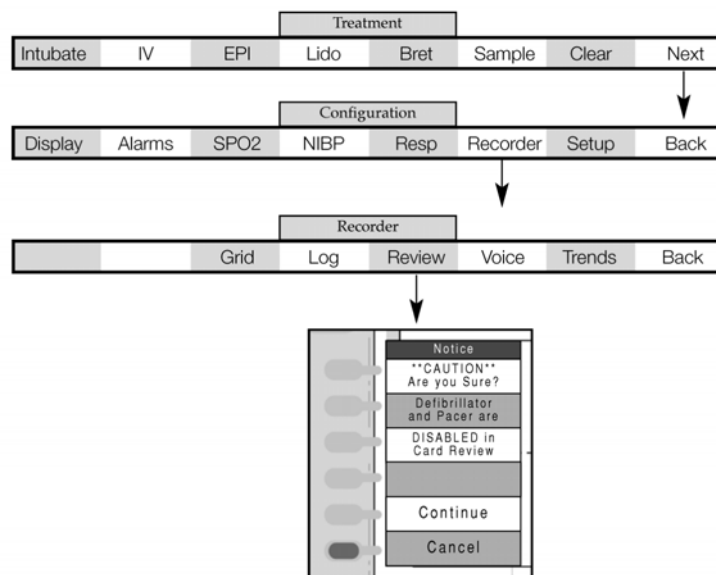 Treatment
Intubate IV EPI Lido Bret Sample Clear Next
Configuration
Display Alarms SPO2 NIBP Resp Recorder Setup Back
Recorder
Grid Log Review Voice Trends Back
Notice
**CAUTION**
Are you Sure?
Defibrillator
and Pacer are
DISABLED in
Card Review
Continue
Cancel